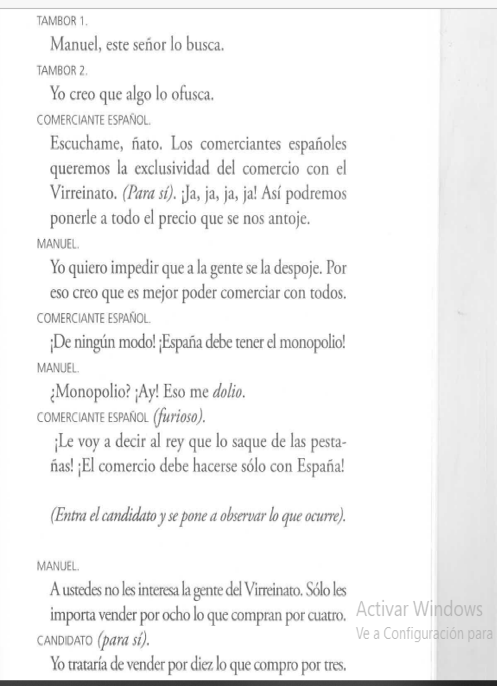 TAMBOR 1.
Manuel, este señor lo busca.
TAMBOR 2.
Yo creo que algo lo ofusca.
COMERCIANTE ESPAÑOL.
Escuchame, ñato. Los comerciantes españoles
queremos la exclusividad del comercio con el
Virreinato. (Para sí). ¡Ja, ja, ja, ja! Así podremos
ponerle a todo el precio que se nos antoje.
MANUEL.
Yo quiero impedir que a la gente se la despoje. Por
eso creo que es mejor poder comerciar con todos.
COMERCIANTE ESPAÑOL.
¡De ningún modo! ¡España debe tener el monopolio!
MANUEL.
¿Monopolio? ¡Ay! Eso me dolio.
COMERCIANTE ESPAÑOL (furioso).
¡Le voy a decir al rey que lo saque de las pesta-
ñas! ¡El comercio debe hacerse sólo con España!
(Entra el candidato y se pone a observar lo que ocurre).
MANUEL.
A ustedes no les interesa la gente del Virreinato. Sólo les
importa vender por ocho lo que compran por cuatro.
CANDIDATO (para sí).
Yo trataría de vender por diez lo que compro por tres.
Activar Windows
Ve a Configuración para